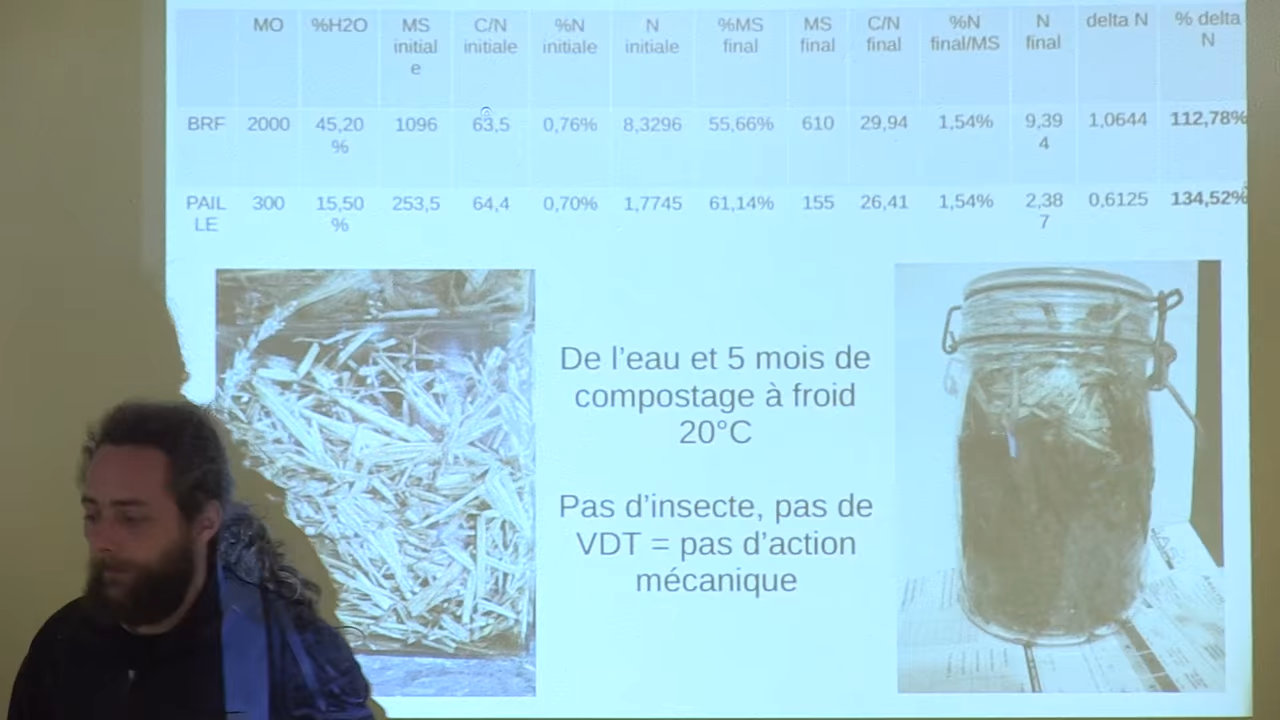 MO %H2O MS initial e C/N initiale %N initiale N initiale %MS final MS final C/N final %N final/MS N final delta N % delta N
BRF 2000 45,20 % 1096 63,5 0,76% 8,3296 55,66% 610 29,94 1,54% 9,39 4 1,0644 112,78%
PAIL LE 300 15,50 % 253,5 64,4 0,70% 1,7745 61,14% 155 26,41 1,54% 2,38 7 0,6125 134,52%
De l'eau et 5 mois de
compostage à froid
20°C
Pas d'insecte, pas de
VDT = pas d'action
mécanique